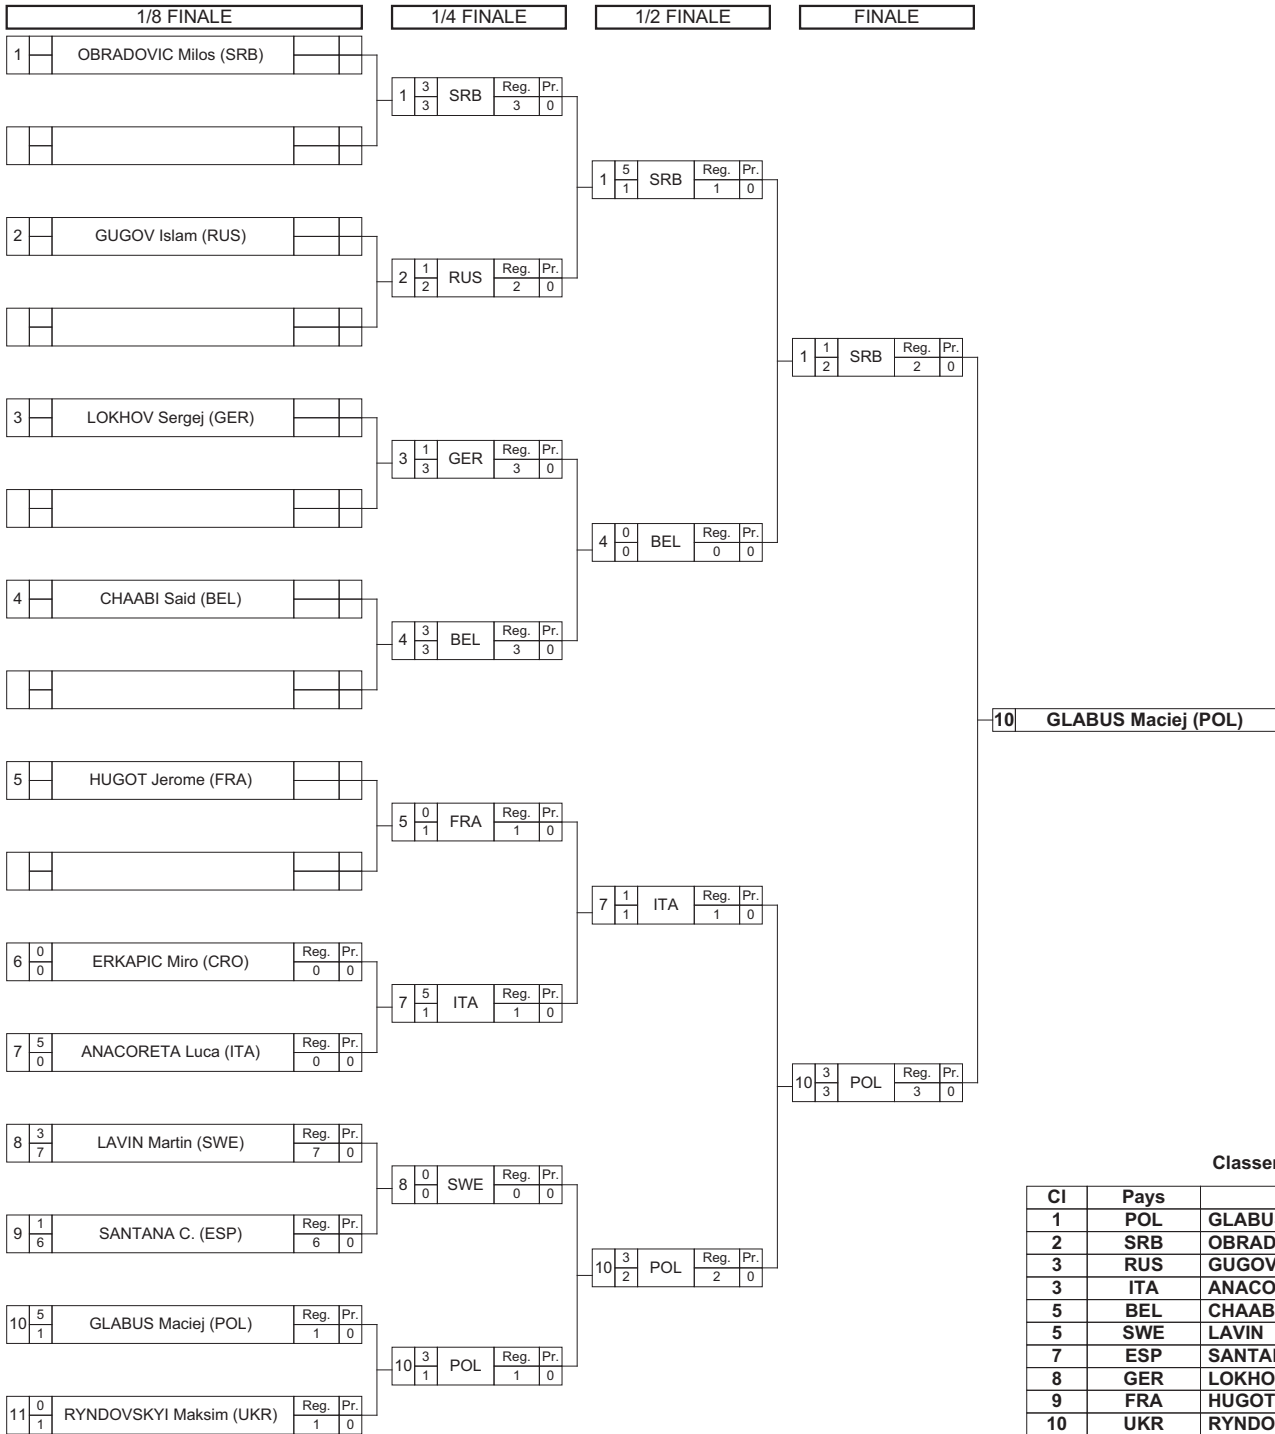 1/8 FINALE 1/4 FINALE 1/2 FINALE FINALE
1 OBRADOVIC Milos (SRB)
1 3 3 SRB Reg. Pr. 3 0
1 5 1 SRB Reg. Pr. 1 0
2 GUGOV Islam (RUS)
2 1 2 RUS Reg. Pr. 2 0
1 1 2 SRB Reg. Pr. 2 0
3 LOKHOV Sergej (GER)
3 1 3 GER Reg. Pr. 3 0
4 0 0 BEL Reg. Pr. 0 0
4 CHAABI Said (BEL)
4 3 3 BEL Reg. Pr. 3 0
10 GLABUS Maciej (POL)
5 HUGOT Jerome (FRA)
5 0 1 FRA Reg. Pr. 1 0
7 1 1 ITA Reg. Pr. 1 0
6 0 0 ERKAPIC Miro (CRO) Reg. Pr. 0 0
7 5 1 ITA Reg. Pr. 1 0
7 5 0 ANACORETA Luca (ITA) Reg. Pr. 0 0
10 3 3 POL Reg. Pr. 3 0
8 3 7 LAVIN Martin (SWE) Reg. Pr. 7 0
8 0 0 SWE Reg. Pr. 0 0
9 1 6 SANTANA C. (ESP) Reg. Pr. 6 0
10 3 2 POL Reg. Pr. 2 0
10 5 1 GLABUS Maciej (POL) Reg. Pr. 1 0
10 3 1 POL Reg. Pr. 1 0
11 0 1 RYNDOVSKYI Maksim (UKR) Reg. Pr. 1 0
Classe
Cl Pays
1 POL GLABU
2 SRB OBRAD
3 RUS GUGOV
3 ITA ANACO
5 BEL CHAAB
5 SWE LAVIN
7 ESP SANTA
8 GER LOKHO
9 FRA HUGOT
10 UKR RYNDO